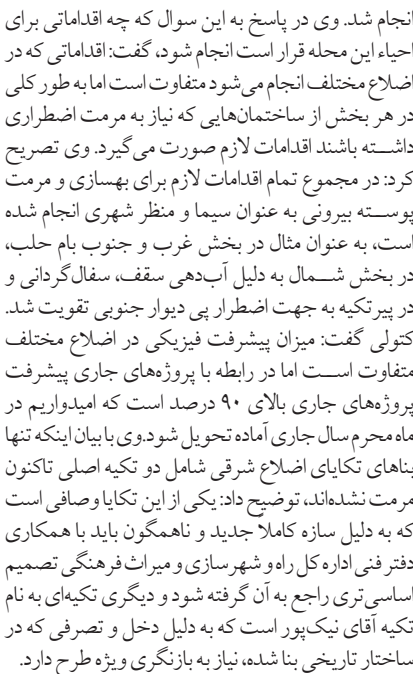 انجام شد. وی در پاسخ به این سوال که چه اقداماتی برای
احیاء این محله قرار است انجام شود، گفت: اقداماتی که در
اضلاع مختلف انجام می‌شود متفاوت است اما به طور کلی
در هر بخش از ساختمان‌هایی که نیاز به مرمت اضطراری
داشته باشند اقدامات لازم صورت می‌گیرد. وی تصریح
کرد: در مجموع تمام اقدامات لازم برای بهسازی و مرمت
پوسته بیرونی به عنوان سیما و منظر شهری انجام شده
است، به عنوان مثال در بخش غرب و جنوب بام حلب،
در بخش شمال به دلیل آب‌دهی سقف، سفال‌گردانی و
در پیرتکیه به جهت اضطرار پی دیوار جنوبی تقویت شد.
کتولی گفت: میزان پیشرفت فیزیکی در اضلاع مختلف
متفاوت است اما در رابطه با پروژه‌های جاری پیشرفت
پروژه‌های جاری بالای ۹۰ درصد است که امیدواریم در
ماه محرم سال جاری آماده تحویل شود.وی با بیان اینکه تنها
بناهای تکایای اضلاع شرقی شامل دو تکیه اصلی تاکنون
مرمت نشده‌اند، توضیح داد: یکی از این تکایا وصافی است
که به دلیل سازه کاملا جدید و ناهمگون باید با همکاری
دفتر فنی اداره کل راه و شهرسازی و میراث فرهنگی تصمیم
اساسی‌تری راجع به آن گرفته شود و دیگری تکیه‌ای به نام
تکیه آقای نیک‌پور است که به دلیل دخل و تصرفی که در
ساختار تاریخی بنا شده، نیاز به بازنگری ویژه طرح دارد.